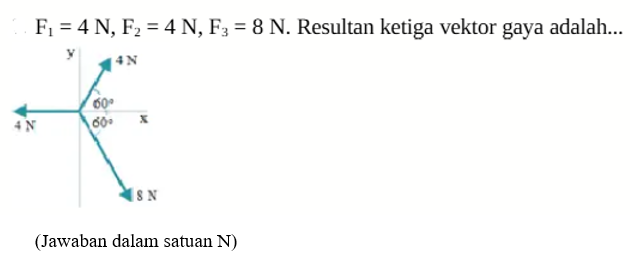 F₁ = 4 N, F₂ = 4 N, F₃ = 8 N. Resultan ketiga vektor gaya adalah...
y
4 N
60°
60°
x
4 N
8 N
(Jawaban dalam satuan N)